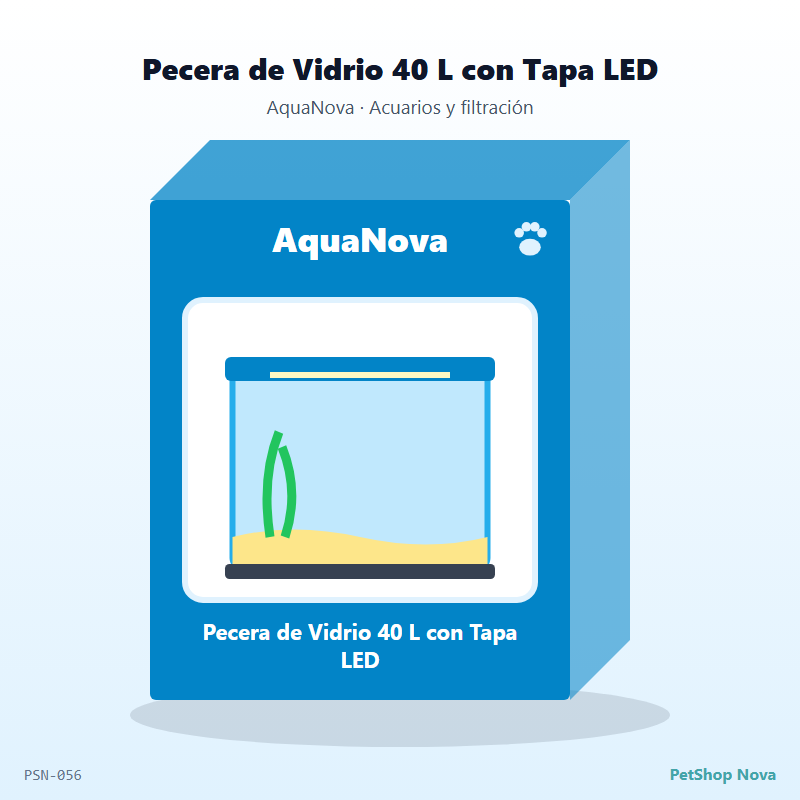 Pecera de Vidrio 40 L con Tapa LED
AquaNova · Acuarios y filtración
AquaNova
Pecera de Vidrio 40 L con Tapa
LED
PSN-056
PetShop Nova